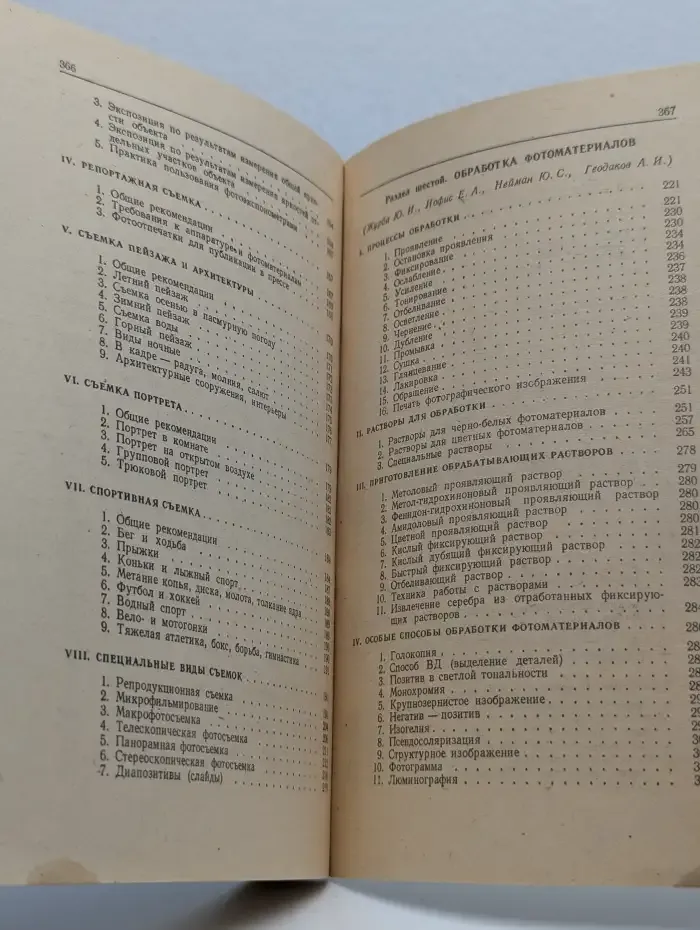 366
3. Экспозиция по результатам измерения общей ярко-
сти объекта
4. Экспозиция по результатам измерения яркостей от-
дельных участков объекта
5. Практика пользования фотоэкспонометрами
IV. РЕПОРТАЖНАЯ СЪЕМКА
1. Общие рекомендации
2. Требования к аппаратуре и фотоматериалам
3. Фотоотпечатки для публикации в прессе
V. СЪЕМКА ПЕЙЗАЖА И АРХИТЕКТУРЫ
1. Общие рекомендации
2. Летний пейзаж
3. Съемка осенью в пасмурную погоду
4. Зимний пейзаж
5. Съемка воды
6. Горный пейзаж
7. Виды ночные
8. В кадре — радуга, молния, салют
9. Архитектурные сооружения, интерьеры
VI. СЪЕМКА ПОРТРЕТА
1. Общие рекомендации
2. Портрет в комнате
3. Портрет на открытом воздухе
4. Групповой портрет
5. Трюковой портрет
VII. СПОРТИВНАЯ СЪЕМКА
1. Общие рекомендации
2. Бег и ходьба
3. Прыжки
4. Коньки и лыжный спорт
5. Метание копья, диска, молота, толкание ядра
6. Футбол и хоккей
7. Водный спорт
8. Вело- и мотогонки
9. Тяжелая атлетика, бокс, борьба, гимнастика
VIII. СПЕЦИАЛЬНЫЕ ВИДЫ СЪЕМОК
1. Репродукционная съемка
2. Микрофильмирование
3. Макрофотосъемка
4. Телескопическая фотосъемка
5. Панорамная фотосъемка
6. Стереоскопическая фотосъемка
7. Диапозитивы (слайды)
367
Раздел шестой. ОБРАБОТКА ФОТОМАТЕРИАЛОВ
(Журба Ю. И., Иофис Е. А., Нейман Ю. С., Геодаков А. И.)
I. ПРОЦЕССЫ ОБРАБОТКИ 221
1. Проявление 221
2. Остановка проявления 230
3. Фиксирование 230
4. Ослабление 234
5. Усиление 234
6. Тонирование 236
7. Отбеливание 237
8. Осветление 238
9. Чернение 238
10. Дубление 239
11. Промывка 239
12. Сушка 240
13. Глянцевание 240
14. Лакировка 241
15. Обращение 243
16. Печать фотографического изображения
II. РАСТВОРЫ ДЛЯ ОБРАБОТКИ 251
1. Растворы для черно-белых фотоматериалов 251
2. Растворы для цветных фотоматериалов 257
3. Специальные растворы 265
III. ПРИГОТОВЛЕНИЕ ОБРАБАТЫВАЮЩИХ РАСТВОРОВ 278
1. Метоловый проявляющий раствор 279
2. Метол-гидрохиноновый проявляющий раствор 280
3. Фенидон-гидрохиноновый проявляющий раствор 280
4. Амидоловый проявляющий раствор 280
5. Цветной проявляющий раствор 280
6. Кислый фиксирующий раствор 281
7. Кислый дубящий фиксирующий раствор 282
8. Быстрый фиксирующий раствор 282
9. Отбеливающий раствор 282
10. Техника работы с растворами 283
11. Извлечение серебра из отработанных фиксирую-
щих растворов
IV. ОСОБЫЕ СПОСОБЫ ОБРАБОТКИ ФОТОМАТЕРИАЛОВ
1. Голокопия
2. Способ ВД (выделение деталей)
3. Позитив в светлой тональности
4. Монохромия
5. Крупнозернистое изображение
6. Негатив — позитив
7. Изогелия
8. Псевдосоляризация
9. Структурное изображение
10. Фотограмма
11. Люминография